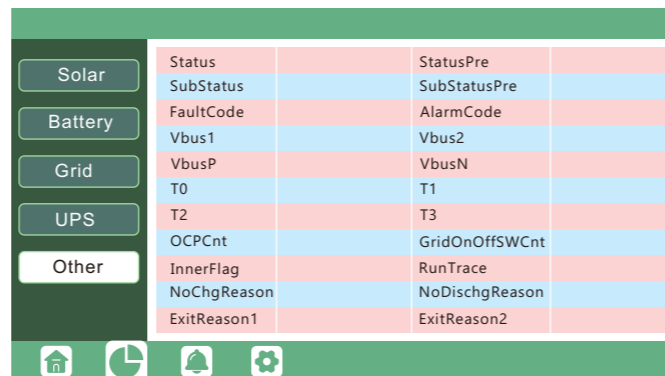 Solar
Battery
Grid
UPS
Other
Status StatusPre
SubStatus SubStatusPre
FaultCode AlarmCode
Vbus1 Vbus2
VbusP VbusN
T0 T1
T2 T3
OCPCnt GridOnOffSWCnt
InnerFlag RunTrace
NoChgReason NoDischgReason
ExitReason1 ExitReason2